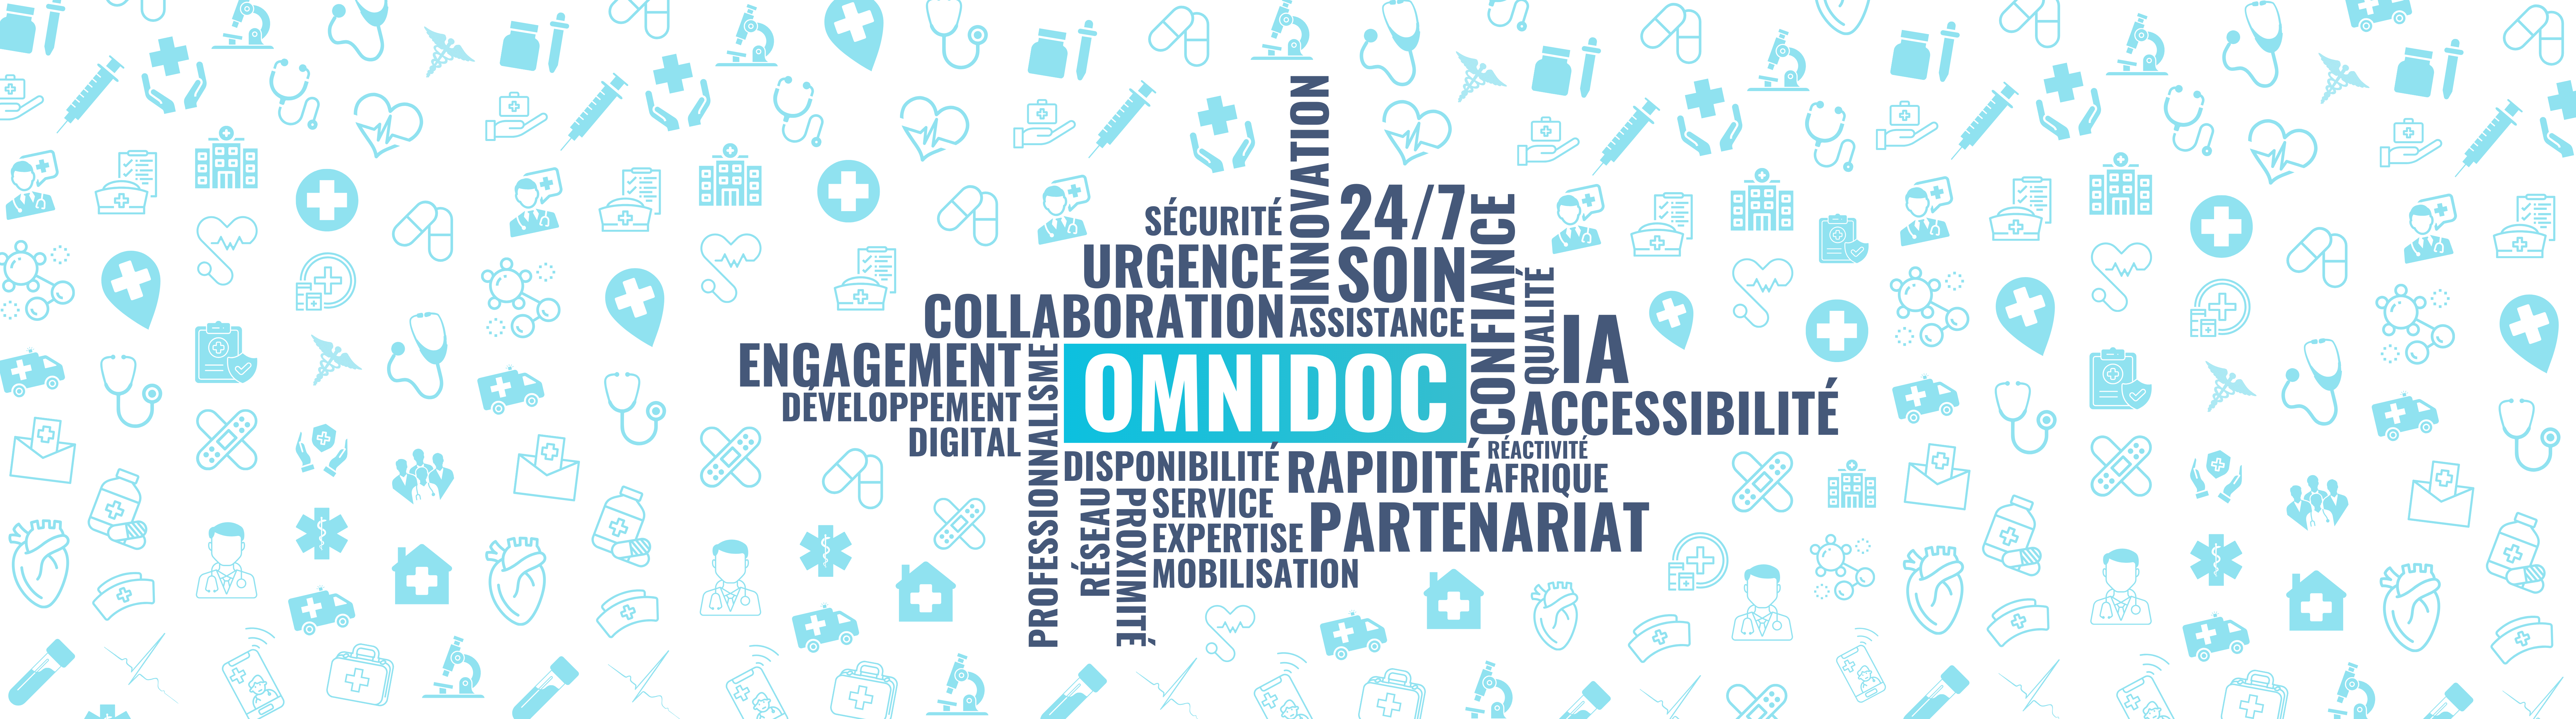 INNOVATION
24/7
SÉCURITÉ
CONFIANCE
URGENCE
SOIN
QUALITÉ
COLLABORATION
ASSISTANCE
IA
ENGAGEMENT
PROFESSIONNALISME
OMNIDOC
DÉVELOPPEMENT
ACCESSIBILITÉ
DIGITAL
RÉACTIVITÉ
DISPONIBILITÉ
RAPIDITÉ
AFRIQUE
RÉSEAU
PROXIMITÉ
SERVICE
EXPERTISE
PARTENARIAT
MOBILISATION